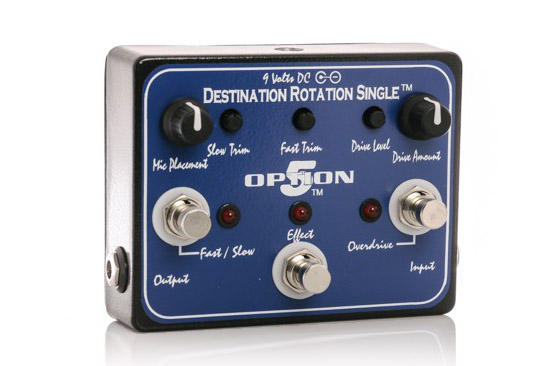 9 Volts DC
DESTINATION ROTATION SINGLE™
Slow Trim
Fast Trim
Drive Level
Mic Placement
Drive Amount
OPTION 5™
Effect
Fast / Slow
Overdrive
Output
Input